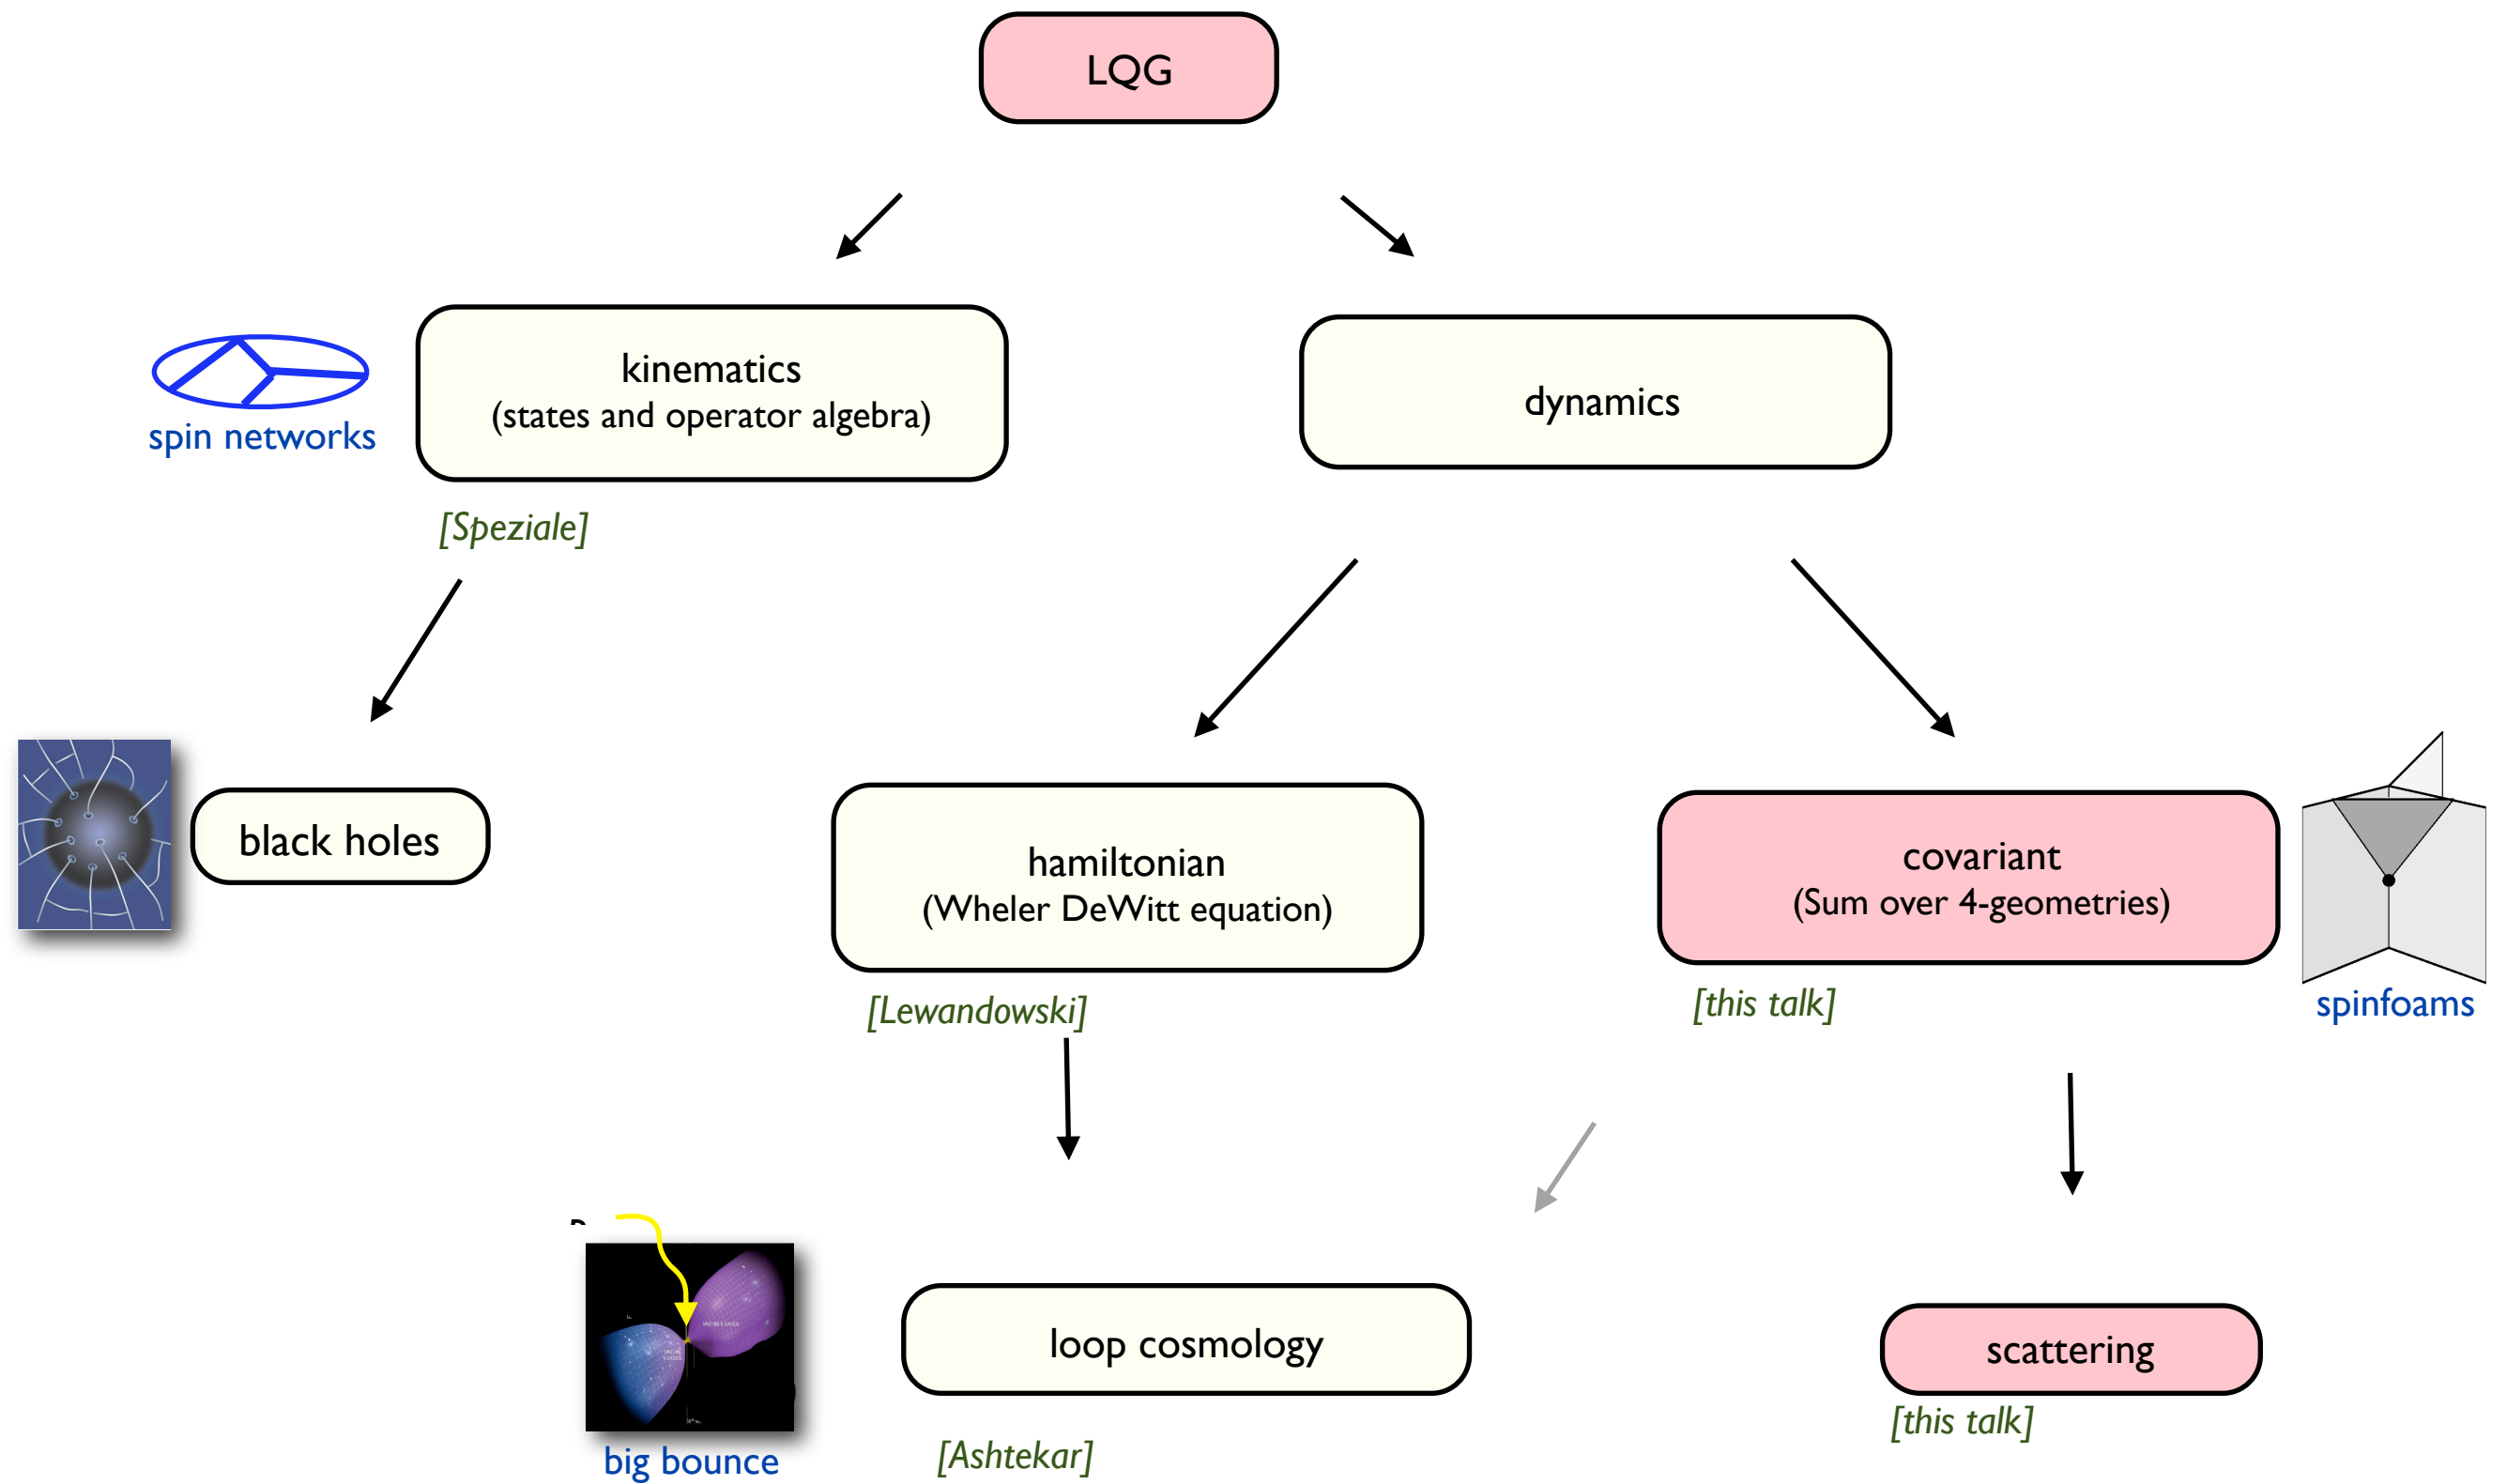 LQG
kinematics
(states and operator algebra)
dynamics
spin networks
[Speziale]
black holes
hamiltonian
(Wheler DeWitt equation)
covariant
(Sum over 4-geometries)
[Lewandowski]
[this talk]
spinfoams
loop cosmology
scattering
[this talk]
big bounce
[Ashtekar]